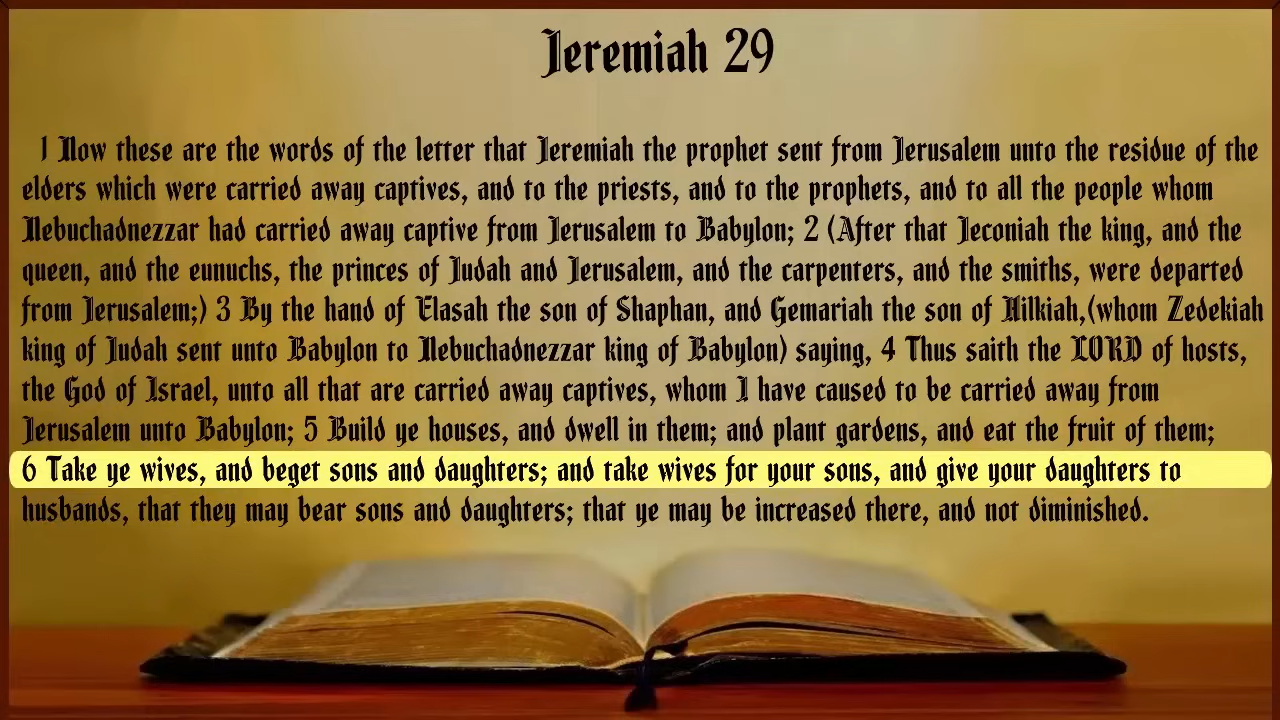 Jeremiah 29
1 Now these are the words of the letter that Jeremiah the prophet sent from Jerusalem unto the residue of the
elders which were carried away captives, and to the priests, and to the prophets, and to all the people whom
Nebuchadnezzar had carried away captive from Jerusalem to Babylon; 2 (After that Jeconiah the king, and the
queen, and the eunuchs, the princes of Judah and Jerusalem, and the carpenters, and the smiths, were departed
from Jerusalem;) 3 By the hand of Elasah the son of Shaphan, and Gemariah the son of Hilkiah,(whom Zedekiah
king of Judah sent unto Babylon to Nebuchadnezzar king of Babylon) saying, 4 Thus saith the LORD of hosts,
the God of Israel, unto all that are carried away captives, whom I have caused to be carried away from
Jerusalem unto Babylon; 5 Build ye houses, and dwell in them; and plant gardens, and eat the fruit of them;
6 Take ye wives, and beget sons and daughters; and take wives for your sons, and give your daughters to
husbands, that they may bear sons and daughters; that ye may be increased there, and not diminished.